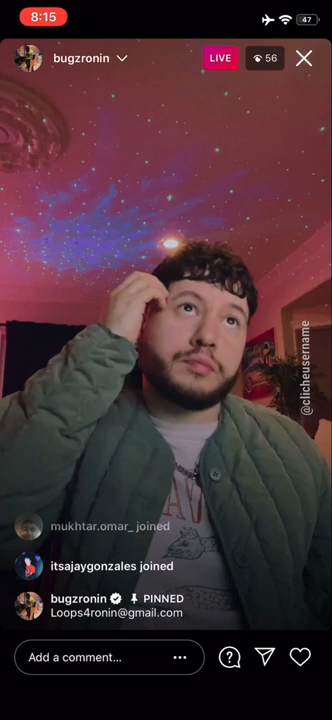 8:15
47
bugzronin
LIVE
56
@clicheusername
mukhtar.omar_ joined
itsajaygonzales joined
bugzronin PINNED
Loops4ronin@gmail.com
Add a comment...